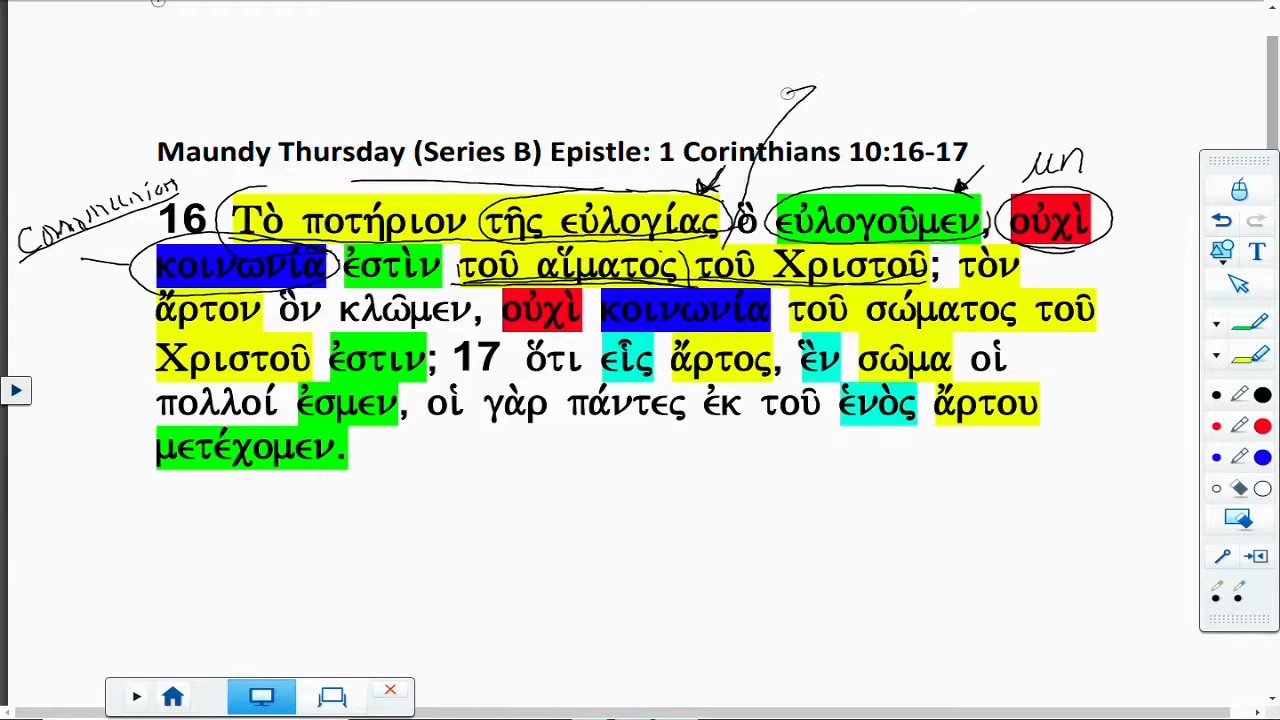 Maundy Thursday (Series B) Epistle: 1 Corinthians 10:16-17
μη
Communion
16 Τὸ ποτήριον τῆς εὐλογίας ὃ εὐλογοῦμεν, οὐχὶ
κοινωνία ἐστὶν τοῦ αἵματος τοῦ Χριστοῦ; τὸν
ἄρτον ὃν κλῶμεν, οὐχὶ κοινωνία τοῦ σώματος τοῦ
Χριστοῦ ἐστιν; 17 ὅτι εἷς ἄρτος, ἓν σῶμα οἱ
πολλοί ἐσμεν, οἱ γὰρ πάντες ἐκ τοῦ ἑνὸς ἄρτου
μετέχομεν.
T